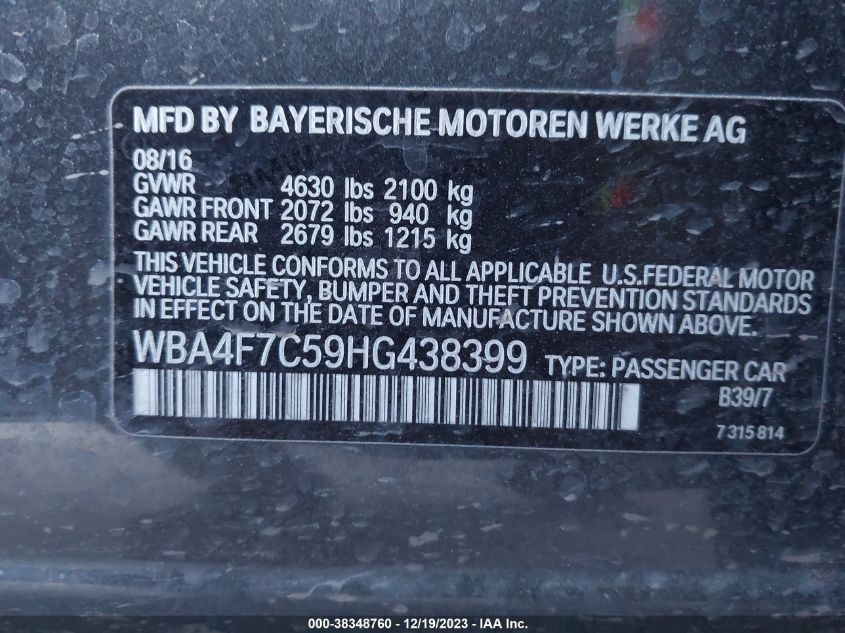 MFD BY BAYERISCHE MOTOREN WERKE AG
08/16
GVWR 4630 lbs 2100 kg
GAWR FRONT 2072 lbs 940 kg
GAWR REAR 2679 lbs 1215 kg
THIS VEHICLE CONFORMS TO ALL APPLICABLE U.S.FEDERAL MOTOR
VEHICLE SAFETY, BUMPER AND THEFT PREVENTION STANDARDS
IN EFFECT ON THE DATE OF MANUFACTURE SHOWN ABOVE.
WBA4F7C59HG438399 TYPE: PASSENGER CAR
B39/7
7 315 814
000-38348760 - 12/19/2023 - IAA Inc.